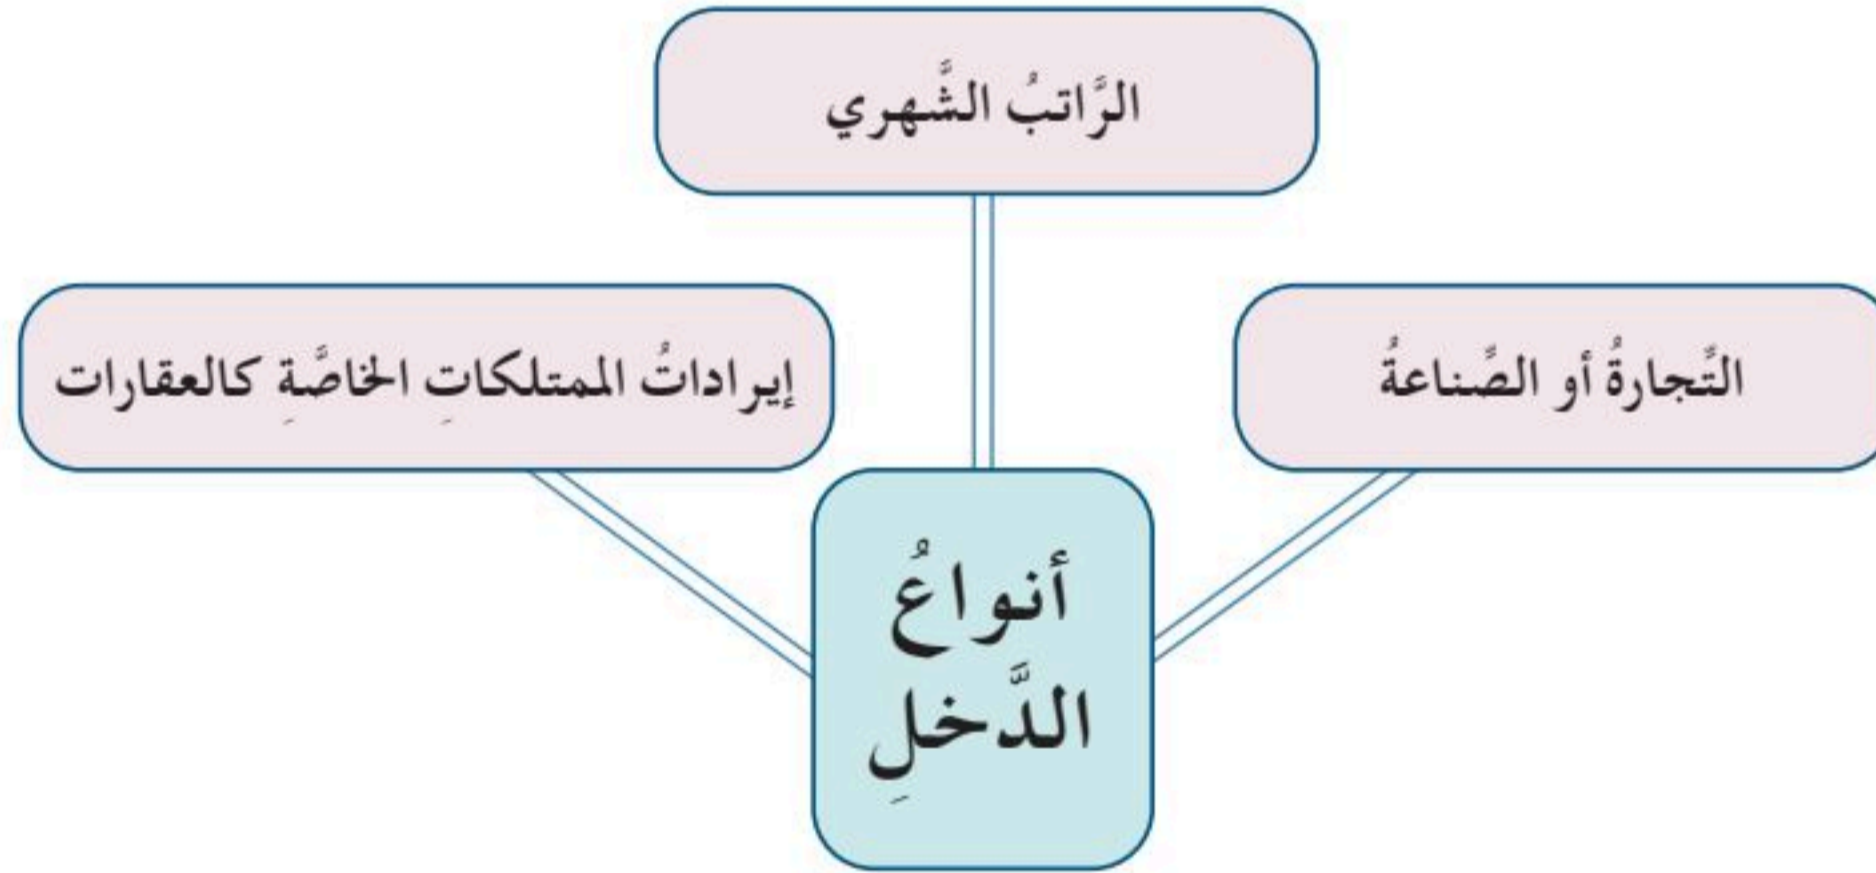 الرَّاتبُ الشَّهري
التَّجارةُ أو الصَّناعةُ
إيراداتُ الممتلكاتِ الخاصَّةِ كالعقارات
أنواعُ
الدَّخلِ